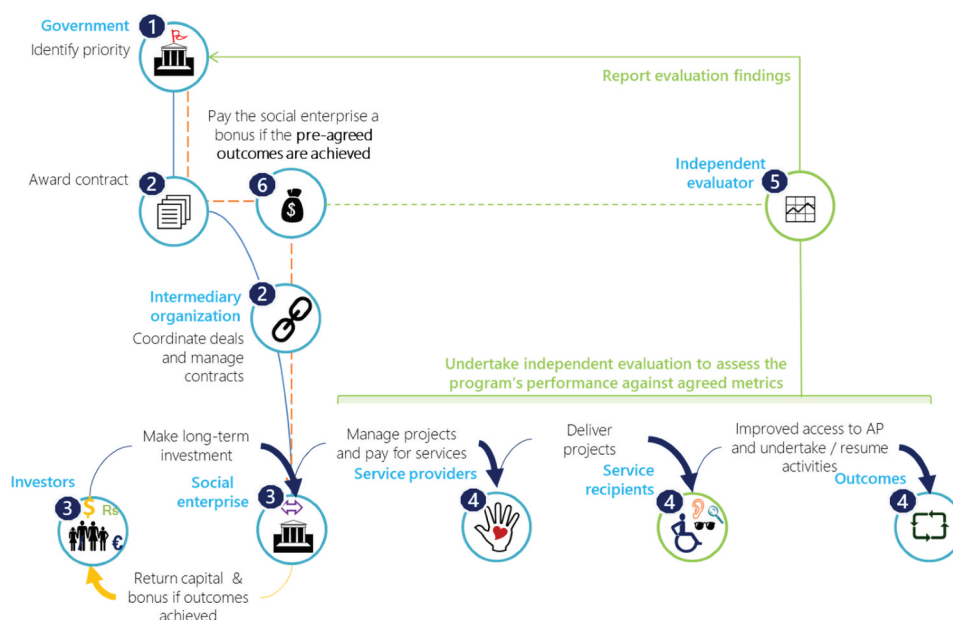 Government
1
Identify priority
Report evaluation findings
Pay the social enterprise a
bonus if the pre-agreed
outcomes are achieved
Award contract
2
6
$
Independent
evaluator
5
Intermediary
organization
2
Coordinate deals
and manage
contracts
Undertake independent evaluation to assess the
program's performance against agreed metrics
Make long-term
investment
Manage projects
and pay for services
Deliver
projects
Improved access to AP
and undertake / resume
activities
Investors
3
$
Rs
€
Social
enterprise
3
Service providers
4
Service
recipients
4
Outcomes
4
Return capital & 
bonus if outcomes
achieved